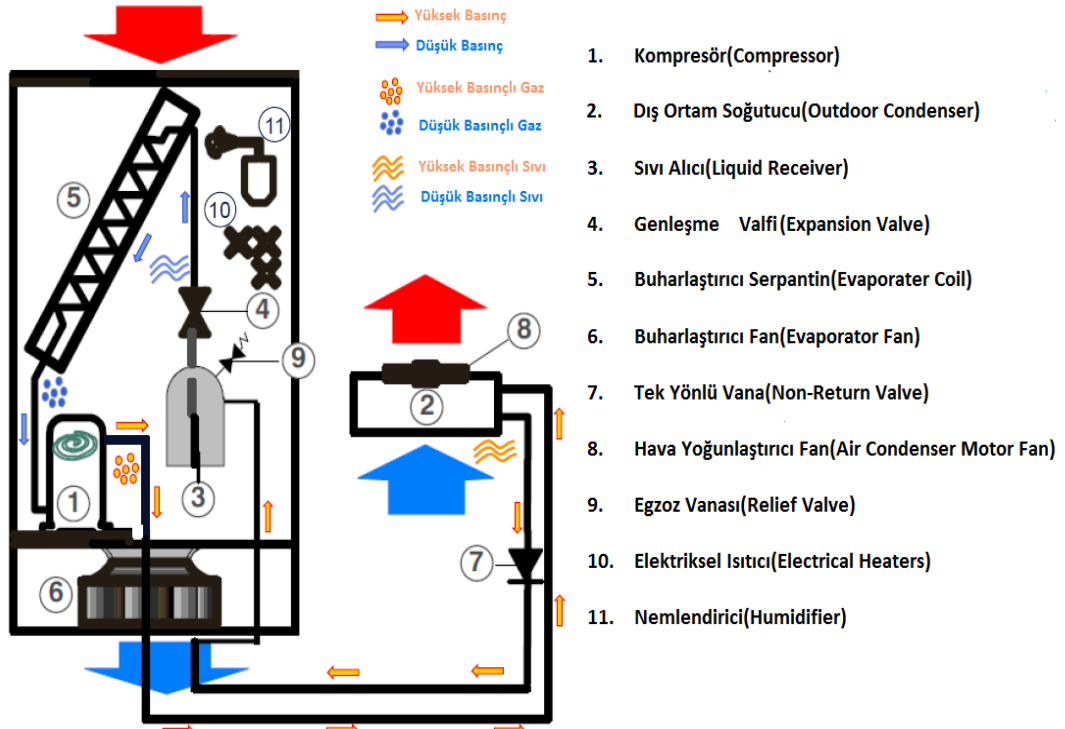 Yüksek Basınç
Düşük Basınç
Yüksek Basınçlı Gaz
Düşük Basınçlı Gaz
Yüksek Basınçlı Sıvı
Düşük Basınçlı Sıvı
11
5
10
4
9
8
2
1
3
7
6
1. Kompresör(Compressor)
2. Dış Ortam Soğutucu(Outdoor Condenser)
3. Sıvı Alıcı(Liquid Receiver)
4. Genleşme Valfi(Expansion Valve)
5. Buharlaştırıcı Serpantin(Evaporater Coil)
6. Buharlaştırıcı Fan(Evaporator Fan)
7. Tek Yönlü Vana(Non-Return Valve)
8. Hava Yoğunlaştırıcı Fan(Air Condenser Motor Fan)
9. Egzoz Vanası(Relief Valve)
10. Elektriksel Isıtıcı(Electrical Heaters)
11. Nemlendirici(Humidifier)